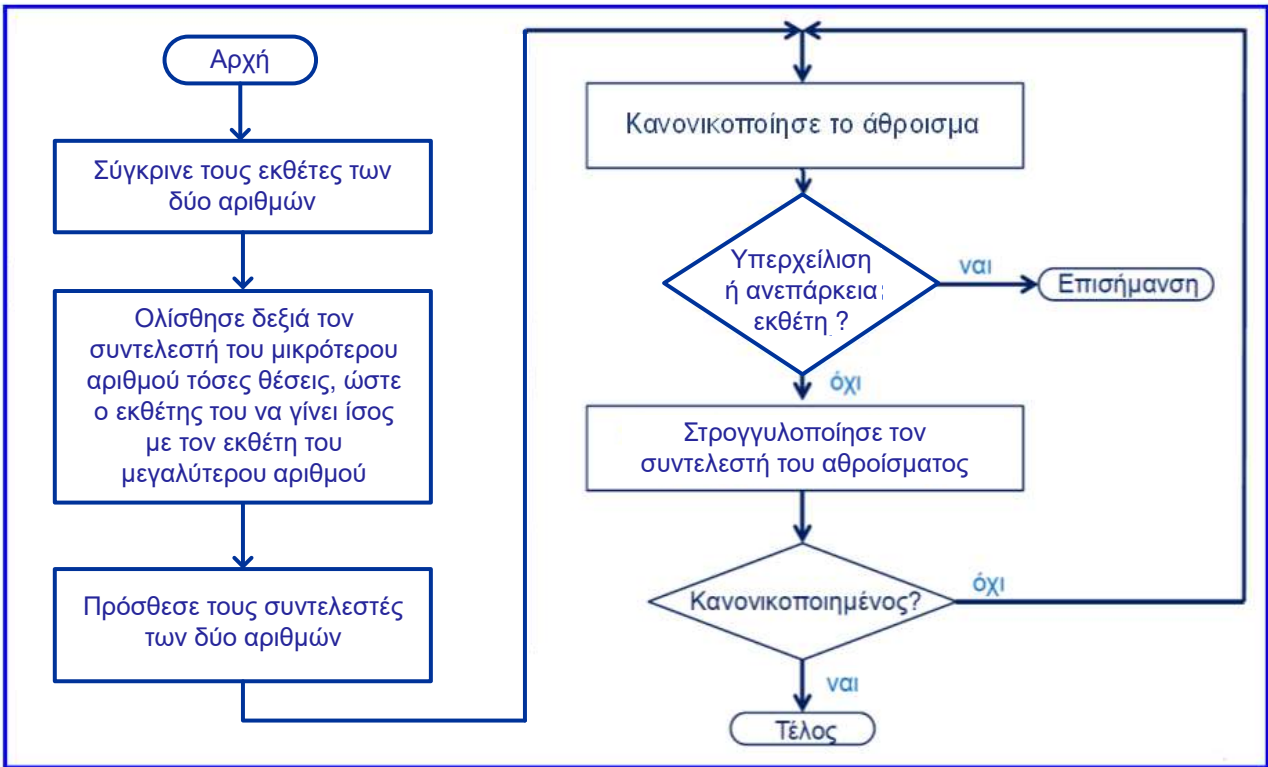 Αρχή
Σύγκρινε τους εκθέτες των
δύο αριθμών
Ολίσθησε δεξιά τον
συντελεστή του μικρότερου
αριθμού τόσες θέσεις, ώστε
ο εκθέτης του να γίνει ίσος
με τον εκθέτη του
μεγαλύτερου αριθμού
Πρόσθεσε τους συντελεστές
των δύο αριθμών
Κανονικοποίησε το άθροισμα
Υπερχείλιση
ή ανεπάρκεια
εκθέτη ?
ναι
Επισήμανση
όχι
Στρογγυλοποίησε τον
συντελεστή του αθροίσματος
Κανονικοποιημένος?
όχι
ναι
Τέλος